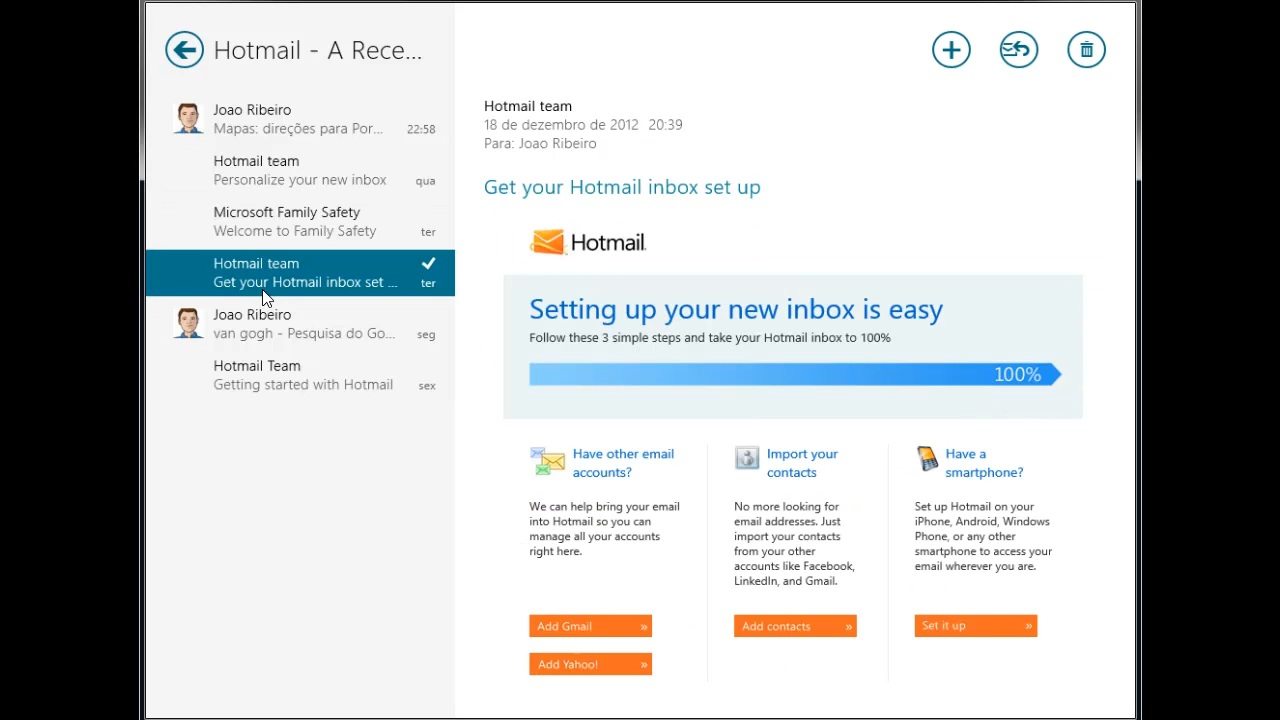 Hotmail - A Rece...
Joao Ribeiro
Mapas: direções para Por... 22:58
Hotmail team
Personalize your new inbox qua
Microsoft Family Safety
Welcome to Family Safety ter
Hotmail team
Get your Hotmail inbox set ... ter
Joao Ribeiro
van gogh - Pesquisa do Go... seg
Hotmail Team
Getting started with Hotmail sex
Hotmail team
18 de dezembro de 2012 20:39
Para: Joao Ribeiro
Get your Hotmail inbox set up
Hotmail
Setting up your new inbox is easy
Follow these 3 simple steps and take your Hotmail inbox to 100%
100%
Have other email
accounts?
We can help bring your email
into Hotmail so you can
manage all your accounts
right here.
Add Gmail »
Add Yahoo! »
Import your
contacts
No more looking for
email addresses. Just
import your contacts
from your other
accounts like Facebook,
LinkedIn, and Gmail.
Add contacts »
Have a
smartphone?
Set up Hotmail on your
iPhone, Android, Windows
Phone, or any other
smartphone to access your
email wherever you are.
Set it up »